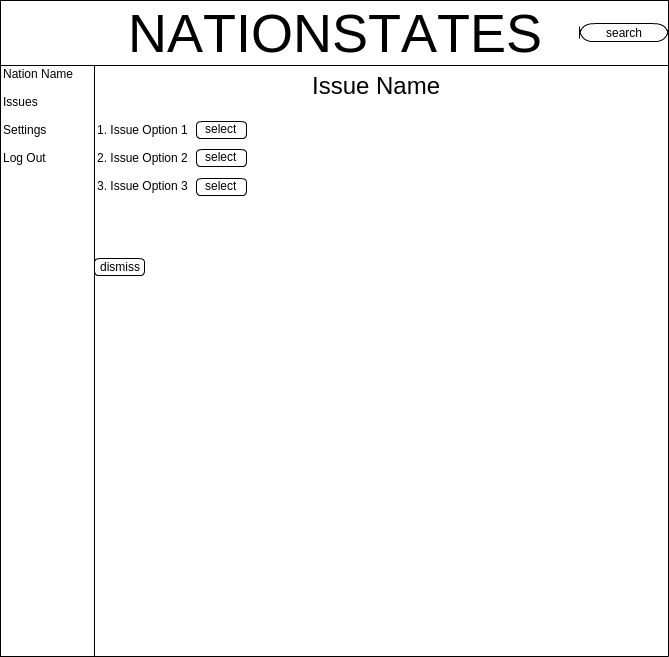 NATIONSTATES
search
Nation Name
Issues
Settings
Log Out
Issue Name
1. Issue Option 1 select
2. Issue Option 2 select
3. Issue Option 3 select
dismiss